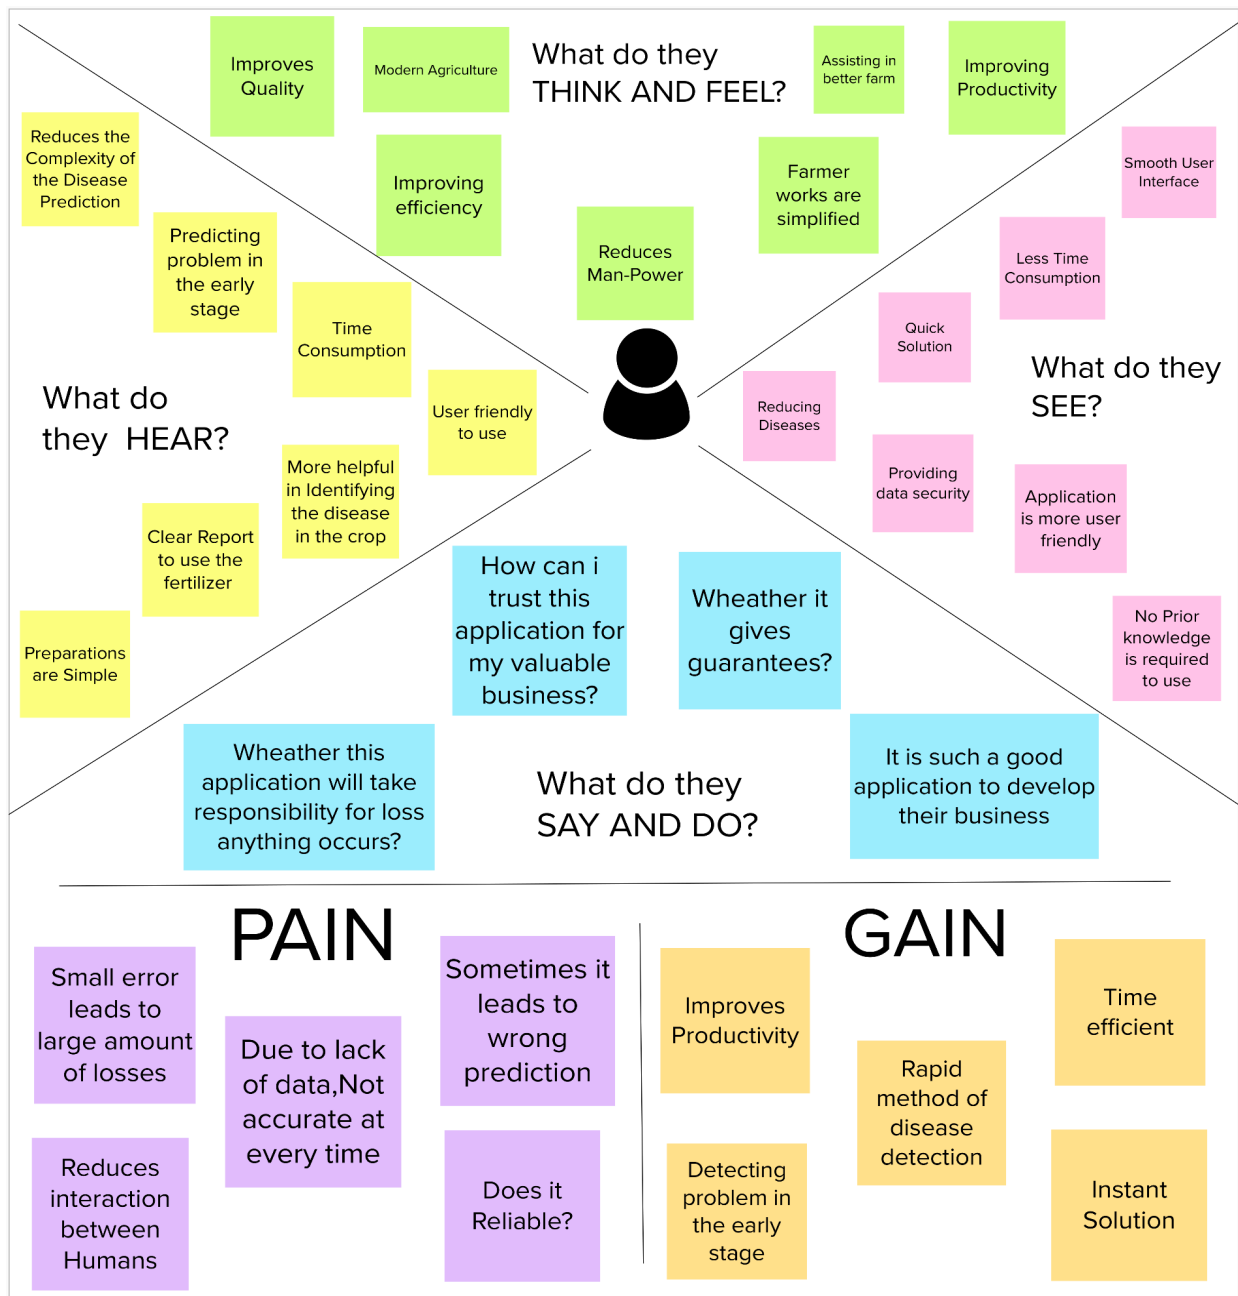 What do they
THINK AND FEEL?
Improves
Quality
Modern Agriculture
Improving
efficiency
Reduces
Man-Power
Assisting in
better farm
Improving
Productivity
Farmer
works are
simplified
What do
they  HEAR?
Reduces the
Complexity of
the Disease
Prediction
Predicting
problem in
the early
stage
Time
Consumption
User friendly
to use
More helpful
in Identifying
the disease
in the crop
Clear Report
to use the
fertilizer
Preparations
are Simple
What do they
SEE?
Smooth User
Interface
Less Time
Consumption
Quick
Solution
Reducing
Diseases
Providing
data security
Application
is more user
friendly
No Prior
knowledge
is required
to use
What do they
SAY AND DO?
How can i
trust this
application for
my valuable
business?
Wheather it
gives
guarantees?
Wheather this
application will take
responsibility for loss
anything occurs?
It is such a good
application to develop
their business
PAIN
Small error
leads to
large amount
of losses
Due to lack
of data,Not
accurate at
every time
Sometimes it
leads to
wrong
prediction
Reduces
interaction
between
Humans
Does it
Reliable?
GAIN
Improves
Productivity
Time
efficient
Rapid
method of
disease
detection
Detecting
problem in
the early
stage
Instant
Solution